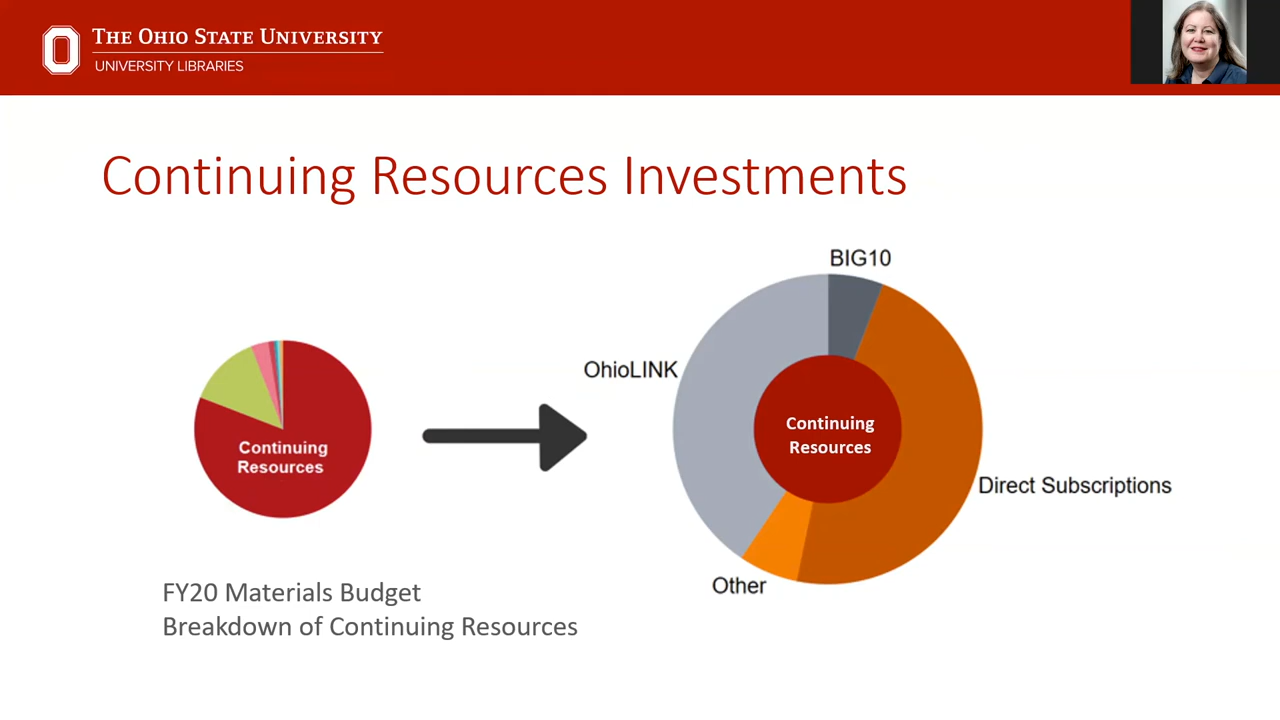 THE OHIO STATE UNIVERSITY
UNIVERSITY LIBRARIES
Continuing Resources Investments
BIG10
OhioLINK
Continuing
Resources
Continuing
Resources
Direct Subscriptions
Other
FY20 Materials Budget
Breakdown of Continuing Resources